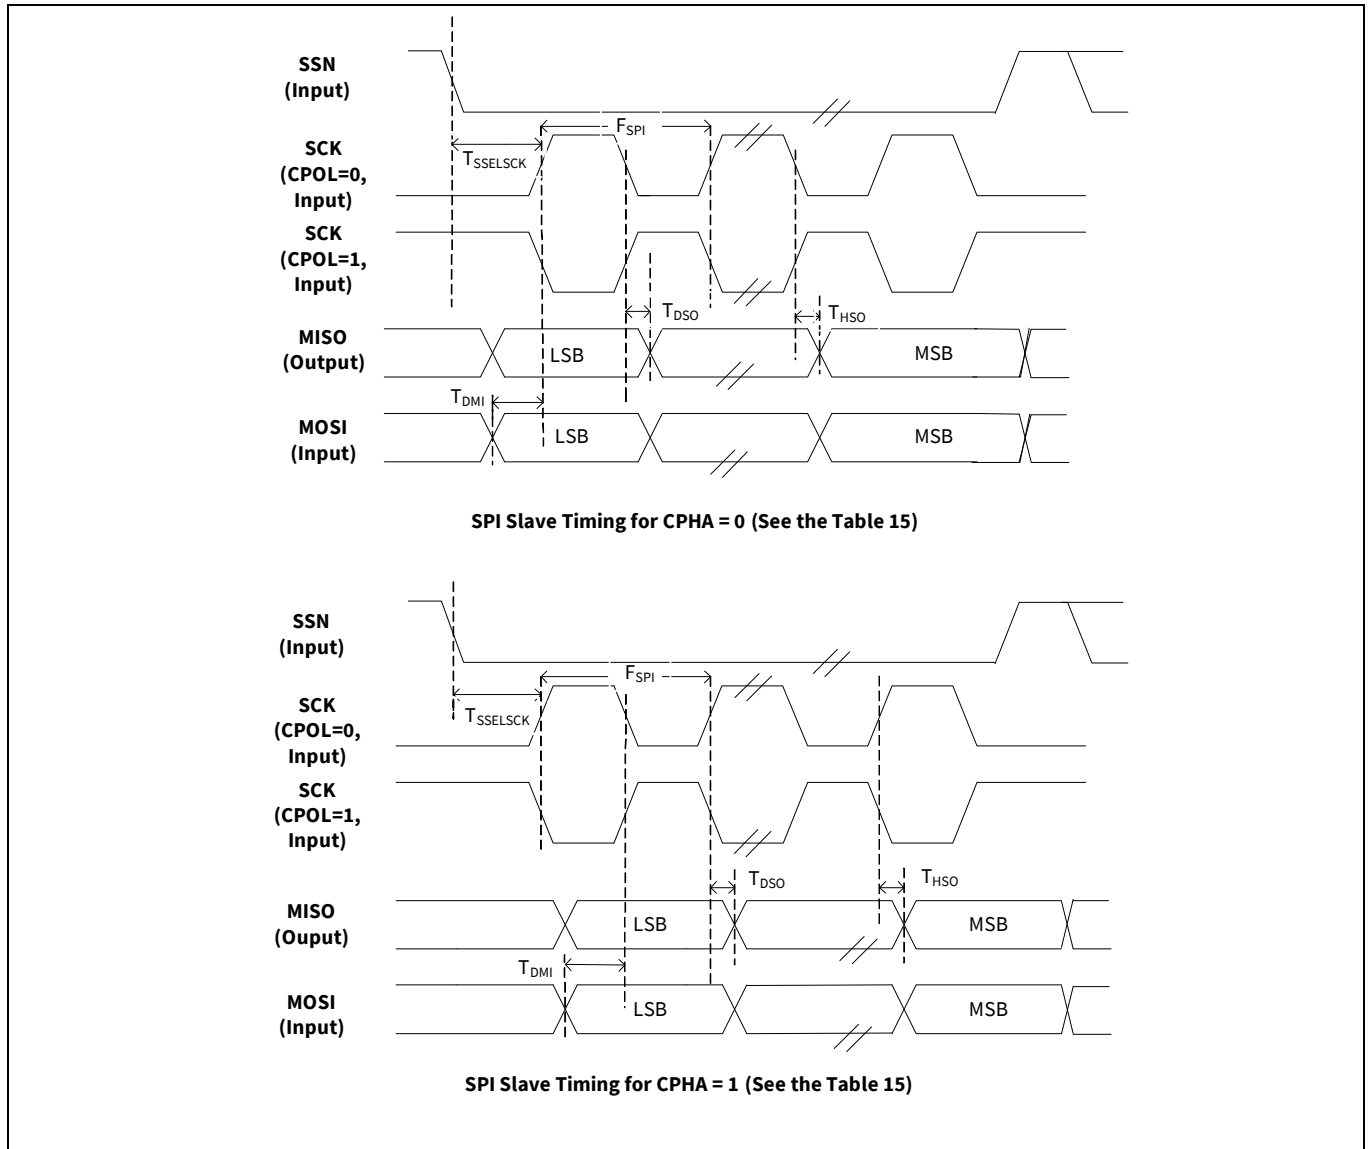 SSN
(Input)
F_SPI
SCK
(CPOL=0,
Input)
T_SSELSCK
SCK
(CPOL=1,
Input)
T_DSO
T_HSO
MISO
(Output)
LSB
MSB
T_DMI
MOSI
(Input)
LSB
MSB
SPI Slave Timing for CPHA = 0 (See the Table 15)
SSN
(Input)
F_SPI
SCK
(CPOL=0,
Input)
T_SSELSCK
SCK
(CPOL=1,
Input)
T_DSO
T_HSO
MISO
(Ouput)
LSB
MSB
T_DMI
MOSI
(Input)
LSB
MSB
SPI Slave Timing for CPHA = 1 (See the Table 15)